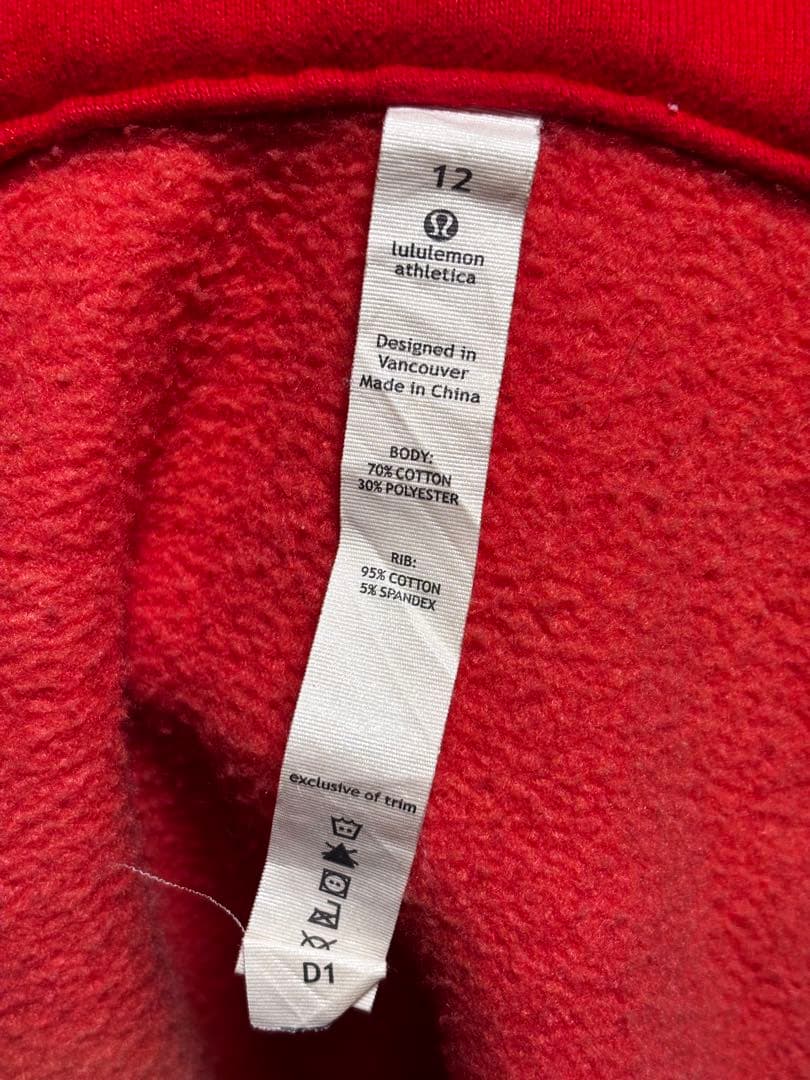 12
lululemon
athletica
Designed in
Vancouver
Made in China
BODY:
70% COTTON
30% POLYESTER
RIB:
95% COTTON
5% SPANDEX
exclusive of trim
D1